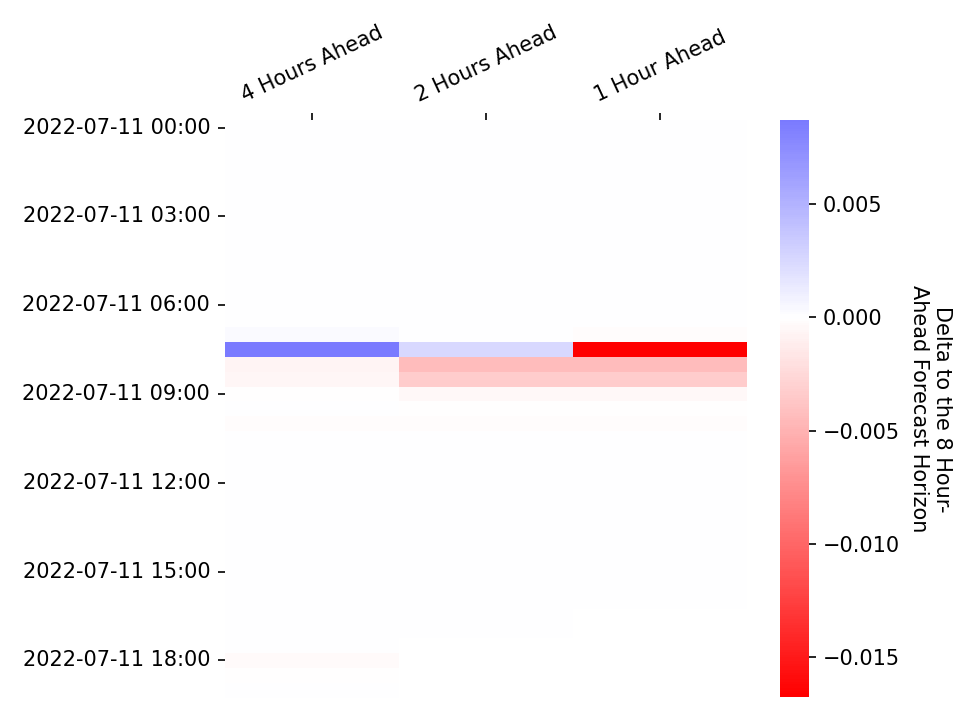 4 Hours Ahead
2 Hours Ahead
1 Hour Ahead
2022-07-11 00:00
2022-07-11 03:00
2022-07-11 06:00
2022-07-11 09:00
2022-07-11 12:00
2022-07-11 15:00
2022-07-11 18:00
0.005
0.000
−0.005
−0.010
−0.015
Delta to the 8 Hour-
Ahead Forecast Horizon